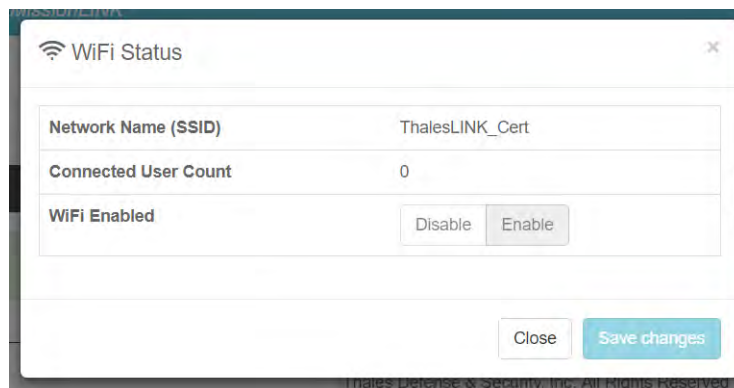 MissionLINK
WiFi Status
×
Network Name (SSID) ThalesLINK_Cert
Connected User Count 0
WiFi Enabled Disable Enable
Close Save changes
Thales Defense & Security, Inc. All Rights Reserved